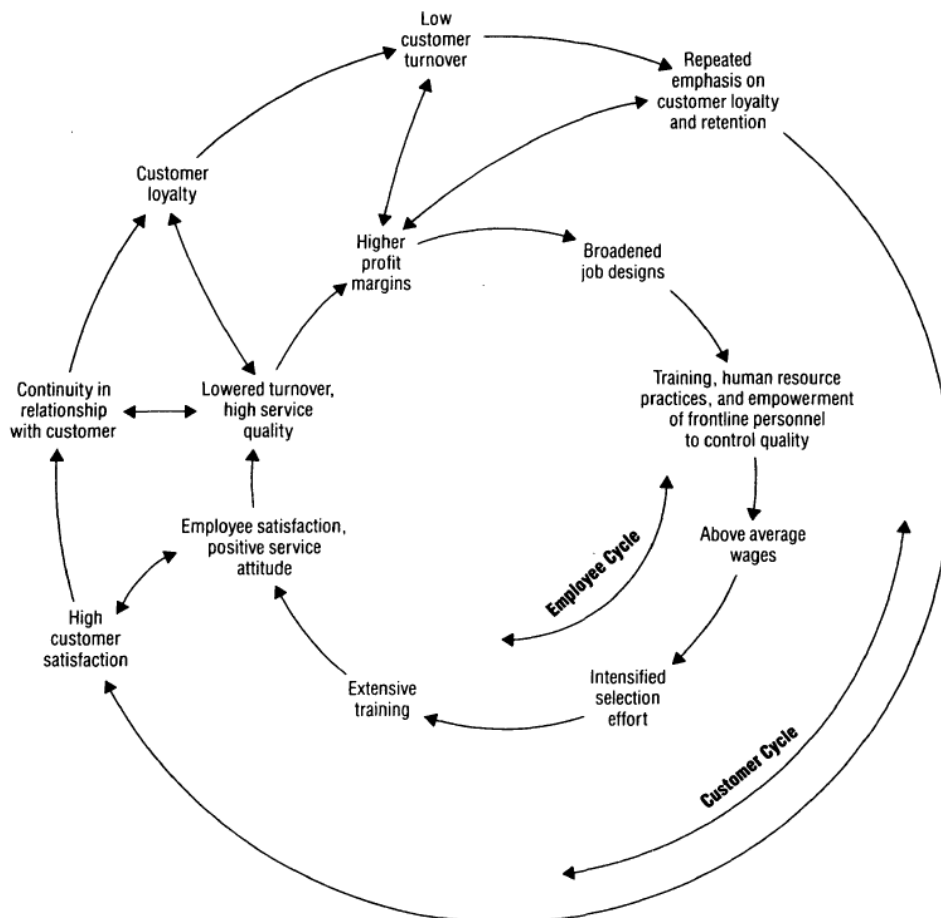 Low
customer
turnover
Repeated
emphasis on
customer loyalty
and retention
Customer
loyalty
Higher
profit
margins
Broadened
job designs
Continuity in
relationship
with customer
Lowered turnover,
high service
quality
Training, human resource
practices, and empowerment
of frontline personnel
to control quality
Employee satisfaction,
positive service
attitude
Above average
wages
Employee Cycle
High
customer
satisfaction
Extensive
training
Intensified
selection
effort
Customer Cycle